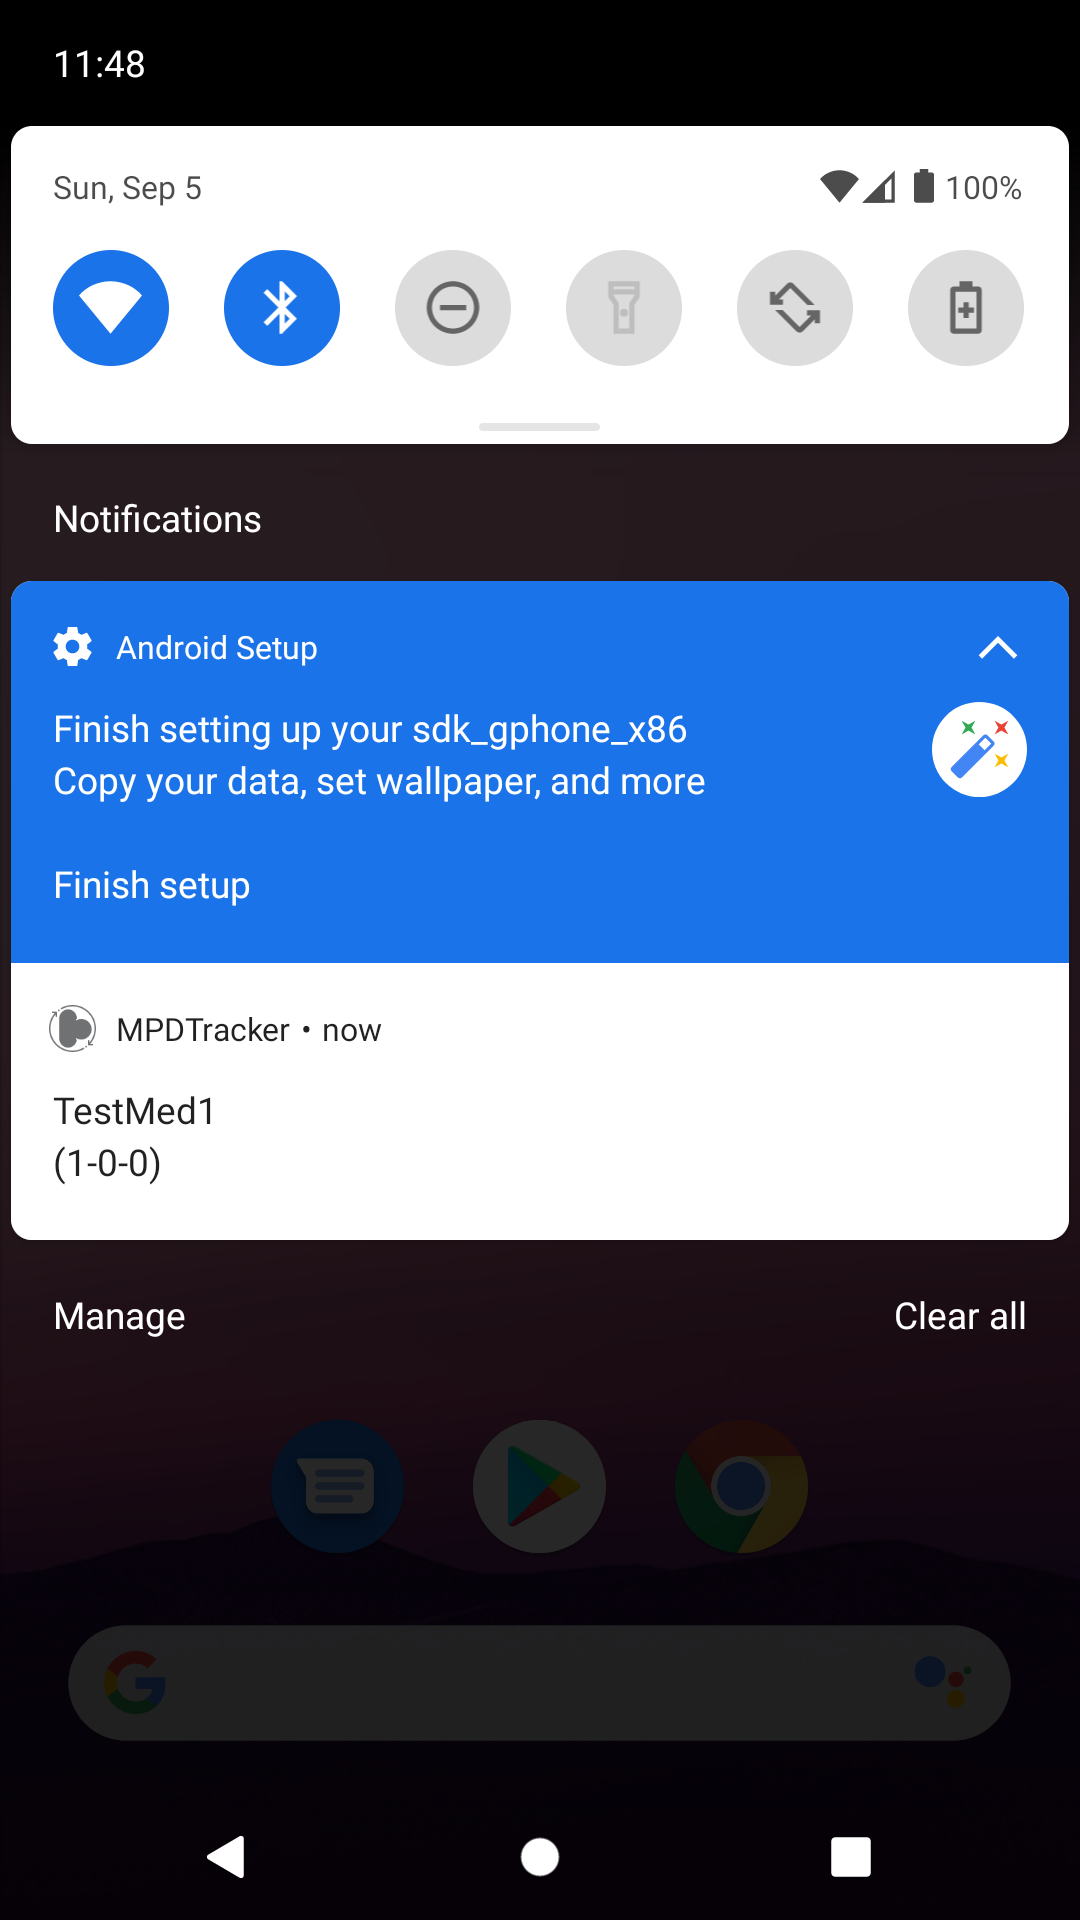 11:48
Sun, Sep 5
100%
Notifications
Android Setup
Finish setting up your sdk_gphone_x86
Copy your data, set wallpaper, and more
Finish setup
MPDTracker • now
TestMed1
(1-0-0)
Manage
Clear all